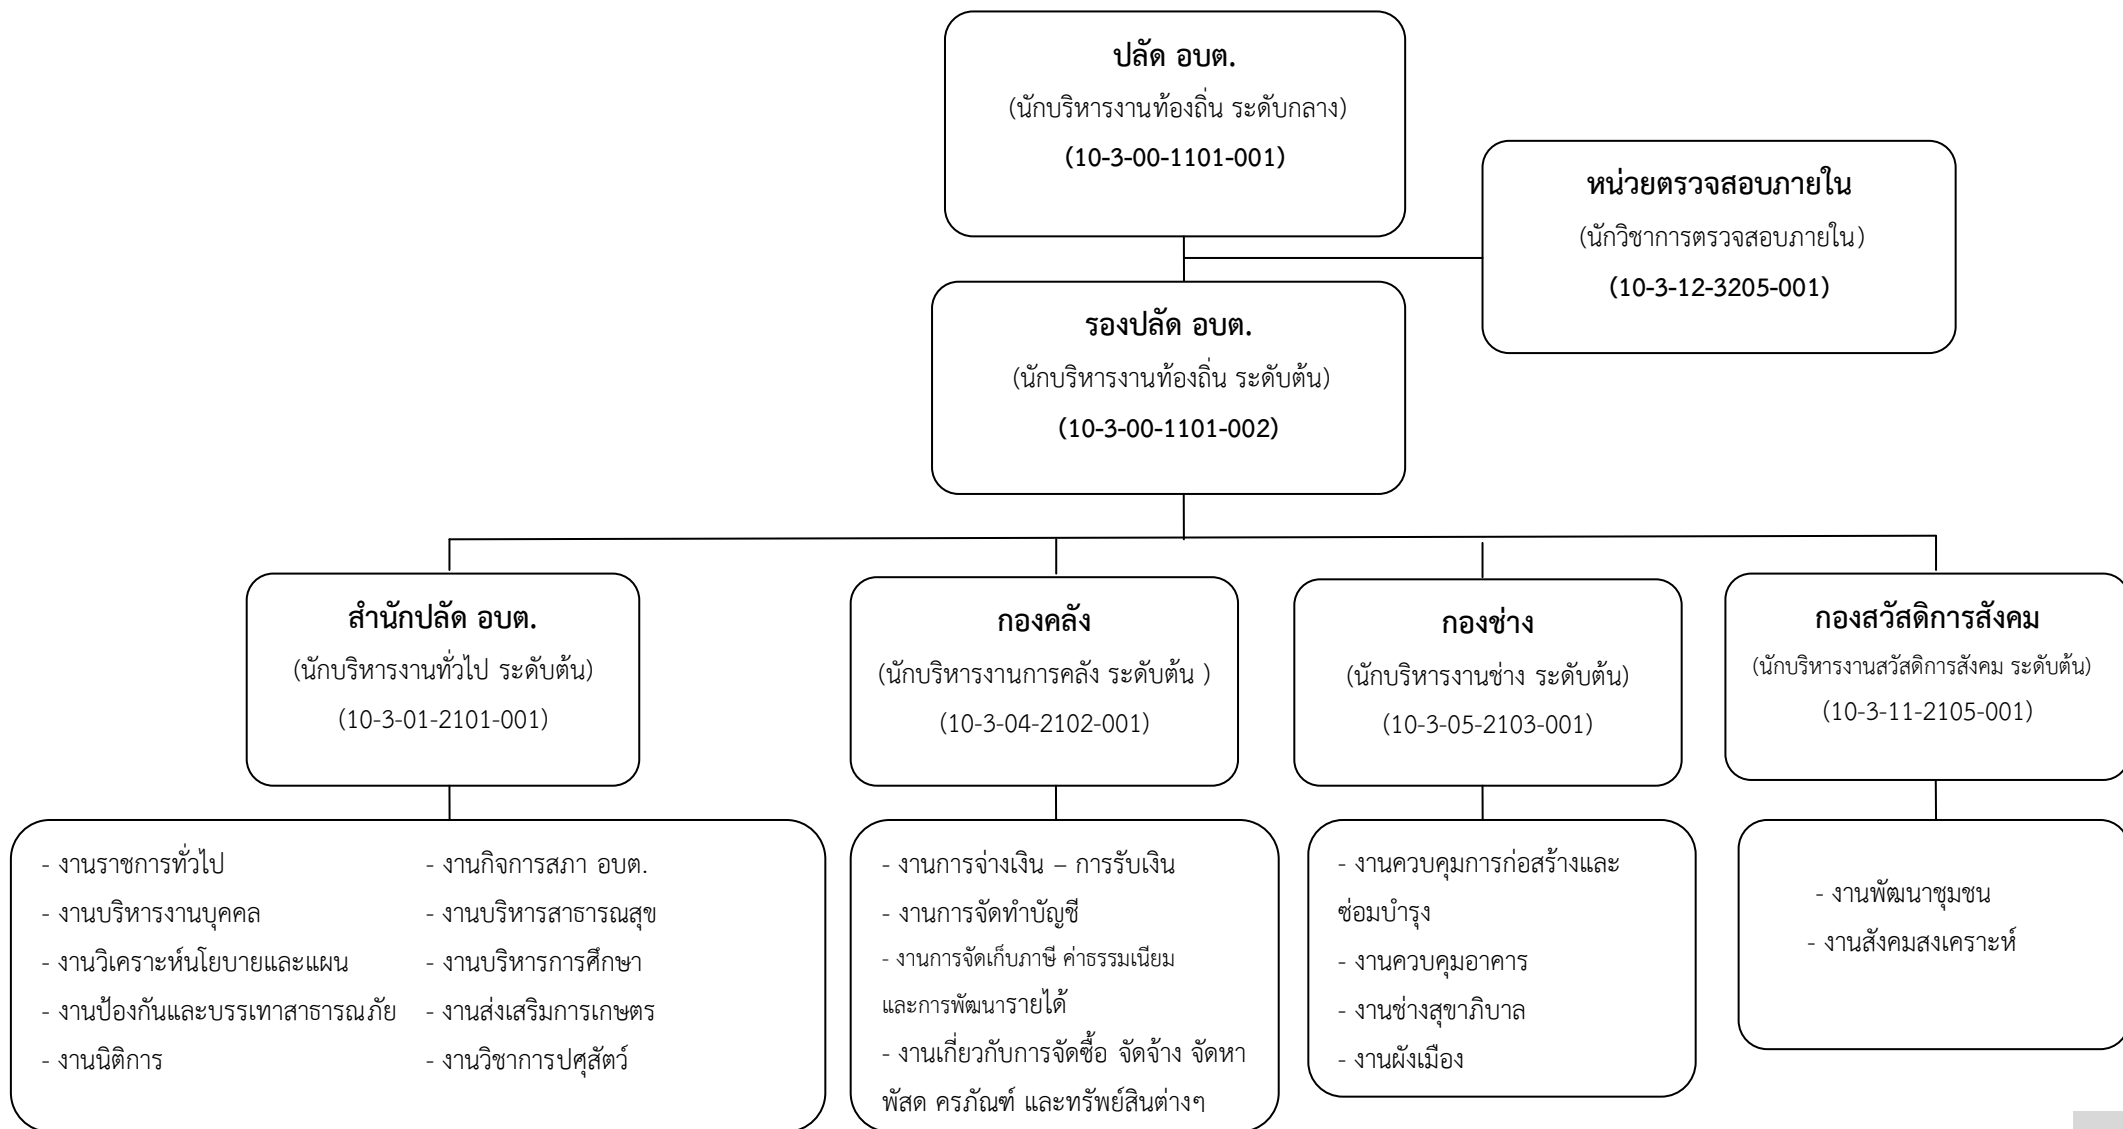 ปลัด อบต.
(นักบริหารงานท้องถิ่น ระดับกลาง)
(10-3-00-1101-001)
หน่วยตรวจสอบภายใน
(นักวิชาการตรวจสอบภายใน)
(10-3-12-3205-001)
รองปลัด อบต.
(นักบริหารงานท้องถิ่น ระดับต้น)
(10-3-00-1101-002)
สำนักปลัด อบต.
(นักบริหารงานทั่วไป ระดับต้น)
(10-3-01-2101-001)
กองคลัง
(นักบริหารงานการคลัง ระดับต้น )
(10-3-04-2102-001)
กองช่าง
(นักบริหารงานช่าง ระดับต้น)
(10-3-05-2103-001)
กองสวัสดิการสังคม
(นักบริหารงานสวัสดิการสังคม ระดับต้น)
(10-3-11-2105-001)
- งานราชการทั่วไป
- งานบริหารงานบุคคล
- งานวิเคราะห์นโยบายและแผน
- งานป้องกันและบรรเทาสาธารณภัย
- งานนิติการ
- งานกิจการสภา อบต.
- งานบริหารสาธารณสุข
- งานบริหารการศึกษา
- งานส่งเสริมการเกษตร
- งานวิชาการปศุสัตว์
- งานการจ่างเงิน – การรับเงิน
- งานการจัดทำบัญชี
- งานการจัดเก็บภาษี ค่าธรรมเนียม
และการพัฒนารายได้
- งานเกี่ยวกับการจัดซื้อ จัดจ้าง จัดหา
พัสด ครภัณฑ์ และทรัพย์สินต่างๆ
- งานควบคุมการก่อสร้างและ
ซ่อมบำรุง
- งานควบคุมอาคาร
- งานช่างสุขาภิบาล
- งานผังเมือง
- งานพัฒนาชุมชน
- งานสังคมสงเคราะห์